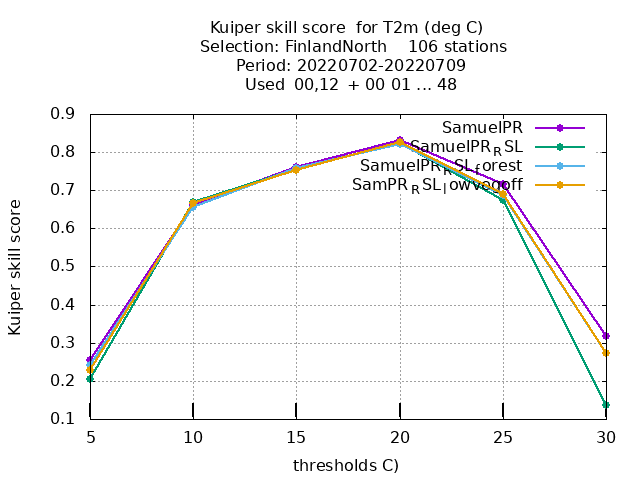 Kuiper skill score  for T2m (deg C)
Selection: FinlandNorth    106 stations
Period: 20220702-20220709
Used  00,12  + 00 01 ... 48
0.9
0.8
0.7
0.6
0.5
0.4
0.3
0.2
0.1
Kuiper skill score
SamuelPR
SamuelPR_RSL
SamuelPR_RSL_forest
SamPR_RSL_lowvegoff
5 10 15 20 25 30
thresholds C)